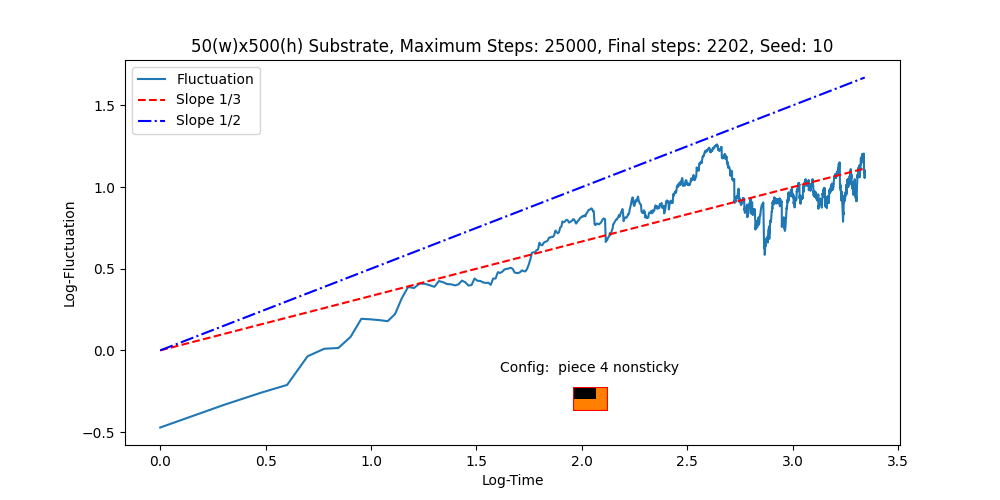 50(w)x500(h) Substrate, Maximum Steps: 25000, Final steps: 2202, Seed: 10
Fluctuation
Slope 1/3
Slope 1/2
Log-Fluctuation
1.5
1.0
0.5
0.0
−0.5
Config:  piece 4 nonsticky
0.0 0.5 1.0 1.5 2.0 2.5 3.0 3.5
Log-Time